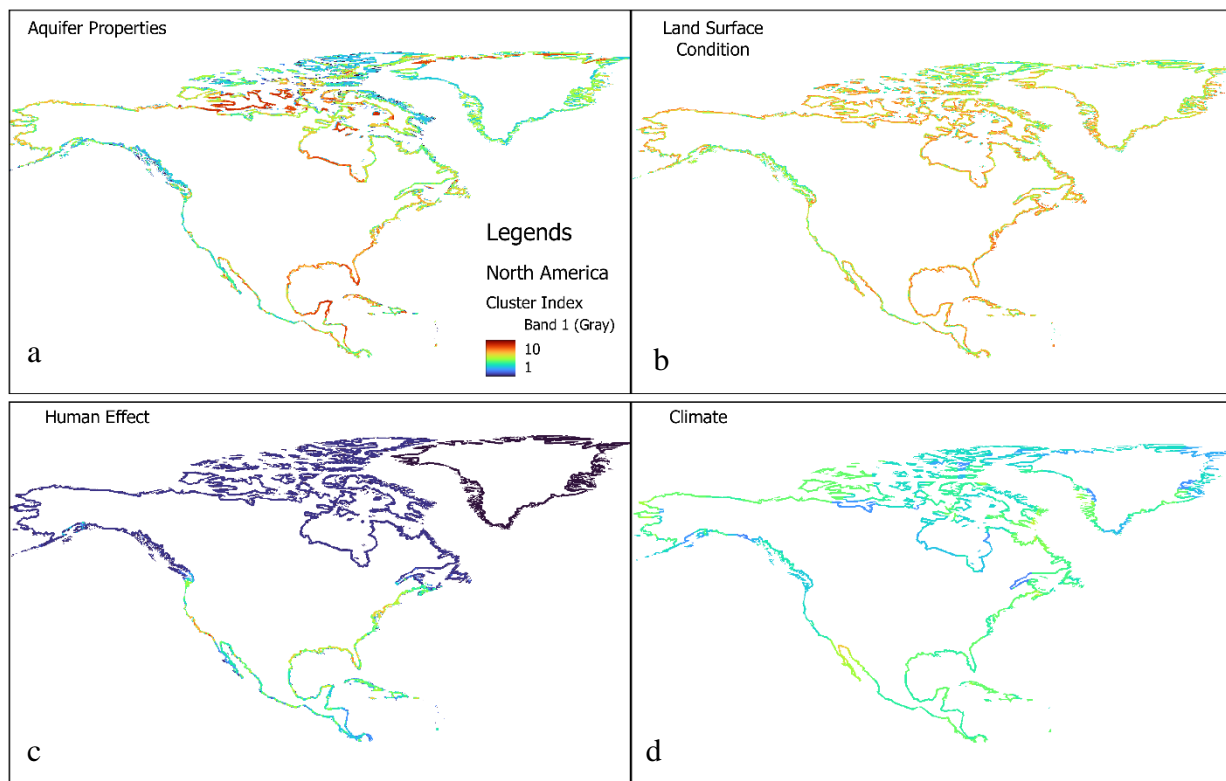 Aquifer Properties
Land Surface
Condition
Legends
North America
Cluster Index
Band 1 (Gray)
10
1
a
b
Human Effect
Climate
c
d